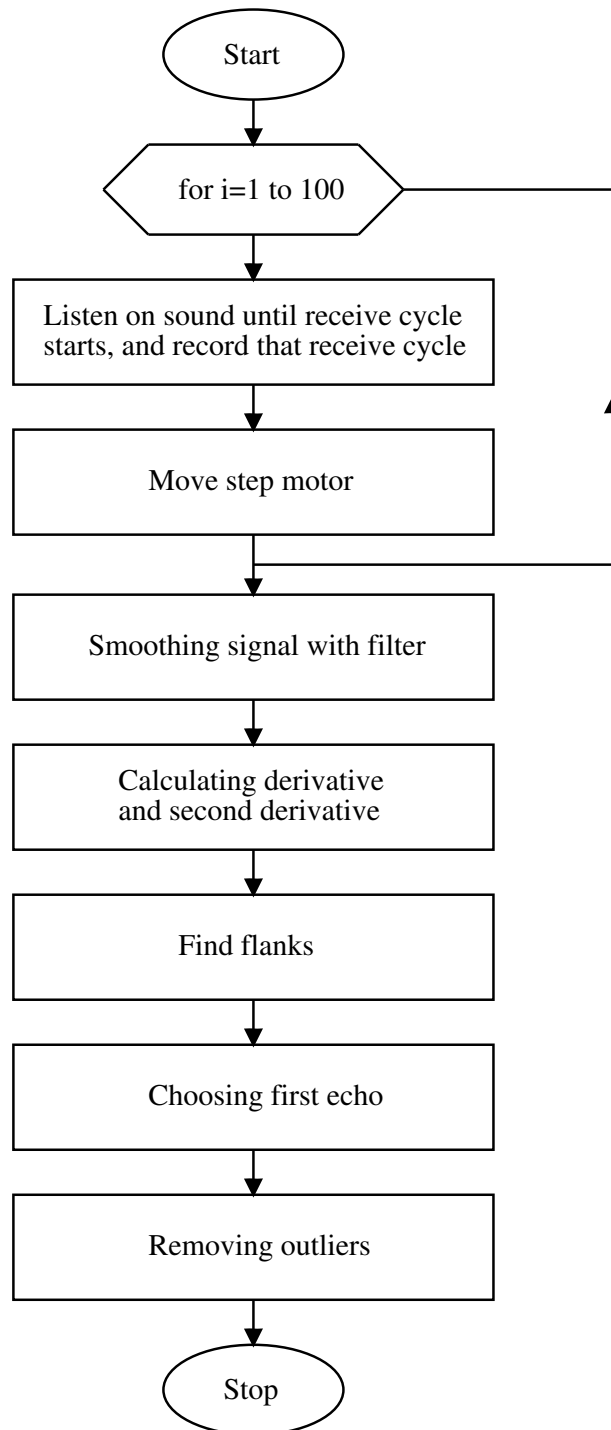 Start
for i=1 to 100
Listen on sound until receive cycle
starts, and record that receive cycle
Move step motor
Smoothing signal with filter
Calculating derivative
and second derivative
Find flanks
Choosing first echo
Removing outliers
Stop